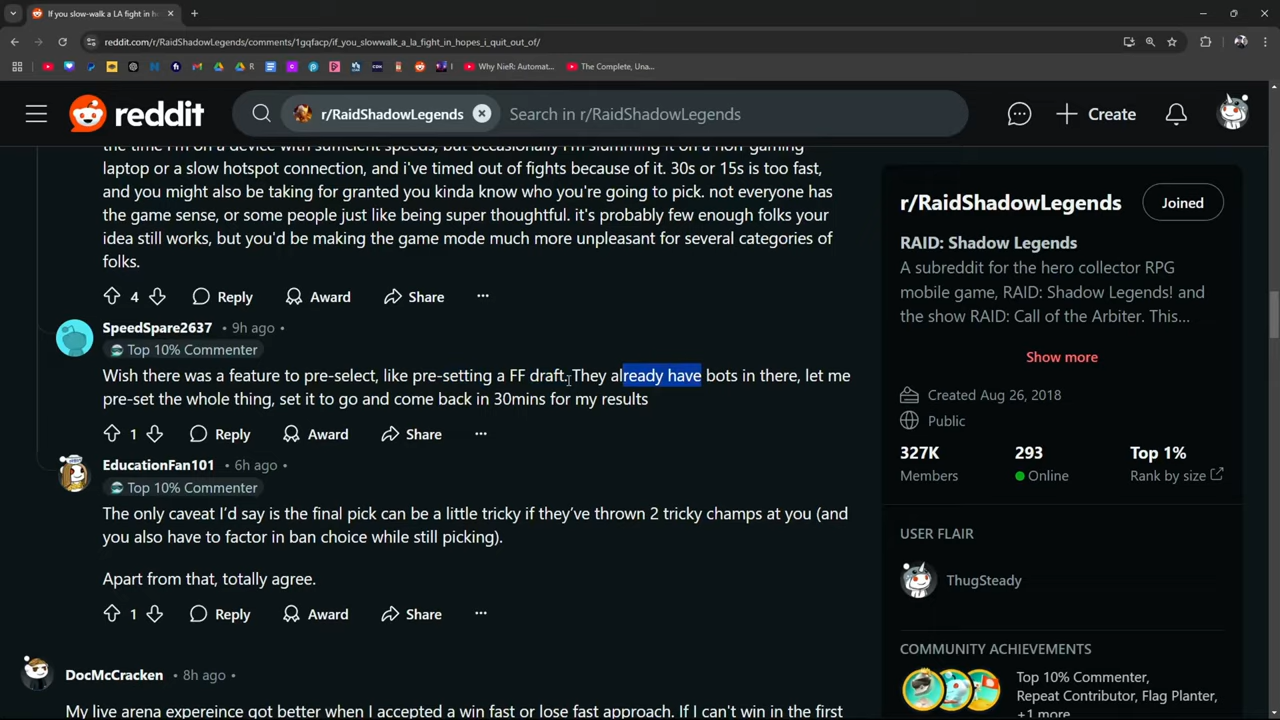 If you slow-walk a LA fight in h
reddit.com/r/RaidShadowLegends/comments/1gqfacp/if_you_slowwalk_a_la_fight_in_hopes_i_quit_out_of/
R
Why NieR: Automat...
The Complete, Una...
reddit
r/RaidShadowLegends
Search in r/RaidShadowLegends
Create
the time I'm on a device with sufficient speeds, but occasionally I'm slumming it on a non-gaming
laptop or a slow hotspot connection, and i've timed out of fights because of it. 30s or 15s is too fast,
and you might also be taking for granted you kinda know who you're going to pick. not everyone has
the game sense, or some people just like being super thoughtful. it's probably few enough folks your
idea still works, but you'd be making the game mode much more unpleasant for several categories of
folks.
4 Reply Award Share
SpeedSpare2637 • 9h ago •
Top 10% Commenter
Wish there was a feature to pre-select, like pre-setting a FF draft. They already have bots in there, let me
pre-set the whole thing, set it to go and come back in 30mins for my results
1 Reply Award Share
EducationFan101 • 6h ago •
Top 10% Commenter
The only caveat I'd say is the final pick can be a little tricky if they've thrown 2 tricky champs at you (and
you also have to factor in ban choice while still picking).
Apart from that, totally agree.
1 Reply Award Share
DocMcCracken • 8h ago •
My live arena expereince got better when I accepted a win fast or lose fast approach. If I can't win in the first
r/RaidShadowLegends
Joined
RAID: Shadow Legends
A subreddit for the hero collector RPG
mobile game, RAID: Shadow Legends! and
the show RAID: Call of the Arbiter. This...
Show more
Created Aug 26, 2018
Public
327K 293 Top 1%
Members Online Rank by size
USER FLAIR
ThugSteady
COMMUNITY ACHIEVEMENTS
Top 10% Commenter,
Repeat Contributor, Flag Planter,
+1 more